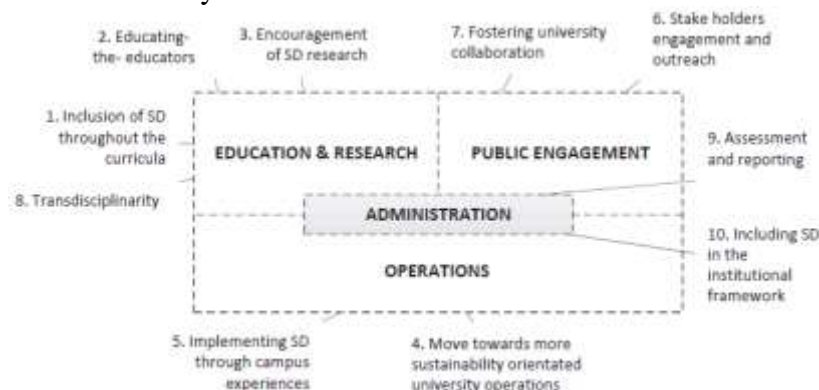 2. Educating-
the- educators
3. Encouragement
of SD research
7. Fostering university
collaboration
6. Stake holders
engagement and
outreach
1. Inclusion of SD
throughout the
curricula
EDUCATION & RESEARCH
PUBLIC ENGAGEMENT
9. Assessment
and reporting
8. Transdisciplinarity
ADMINISTRATION
10. Including SD
in the
institutional
framework
OPERATIONS
5. Implementing SD
through campus
experiences
4. Move towards more
sustainability orientated
university operations